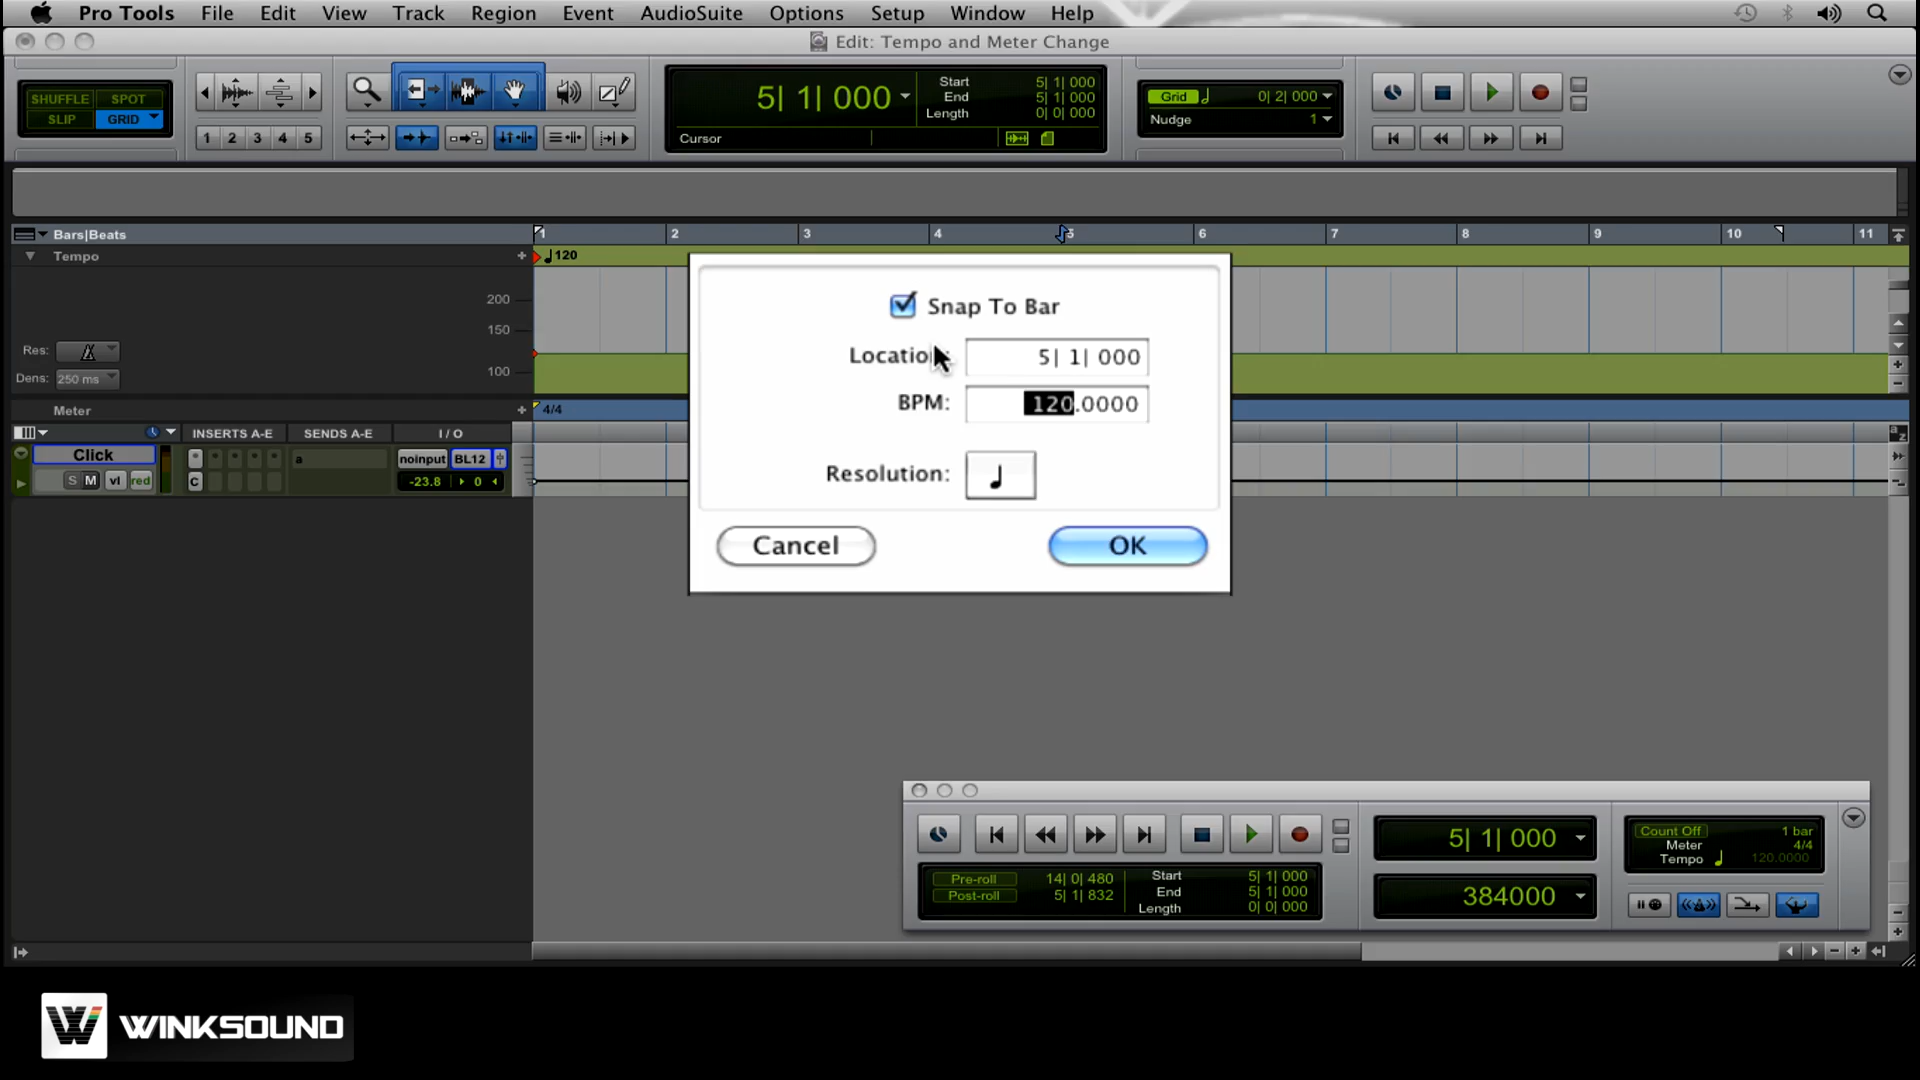 Pro Tools File Edit View Track Region Event AudioSuite Options Setup Window Help
Edit: Tempo and Meter Change
SHUFFLE SPOT
SLIP GRID
1 2 3 4 5
5| 1| 000
Start 5| 1| 000
End 5| 1| 000
Length 0| 0| 000
Cursor
Grid 0| 2| 000
Nudge 1
Bars|Beats 1 2 3 4 5 6 7 8 9 10 11
Tempo + 120
200
150
Res:
Dens: 250 ms 100
Meter + 4/4
INSERTS A-E SENDS A-E I / O
Click a noinput BL12
S M vl red C -23.8 0
a z
Snap To Bar
Location: 5| 1| 000
BPM: 120.0000
Resolution:
Cancel OK
5| 1| 000
Count Off 1 bar
Meter 4/4
Tempo 120.0000
Pre-roll 14| 0| 480
Post-roll 5| 1| 832
Start 5| 1| 000
End 5| 1| 000
Length 0| 0| 000
384000
W WINKSOUND